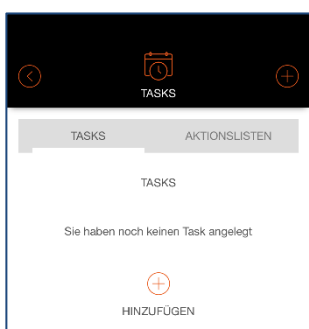 TASKS
TASKS AKTIONSLISTEN
TASKS
Sie haben noch keinen Task angelegt
HINZUFÜGEN